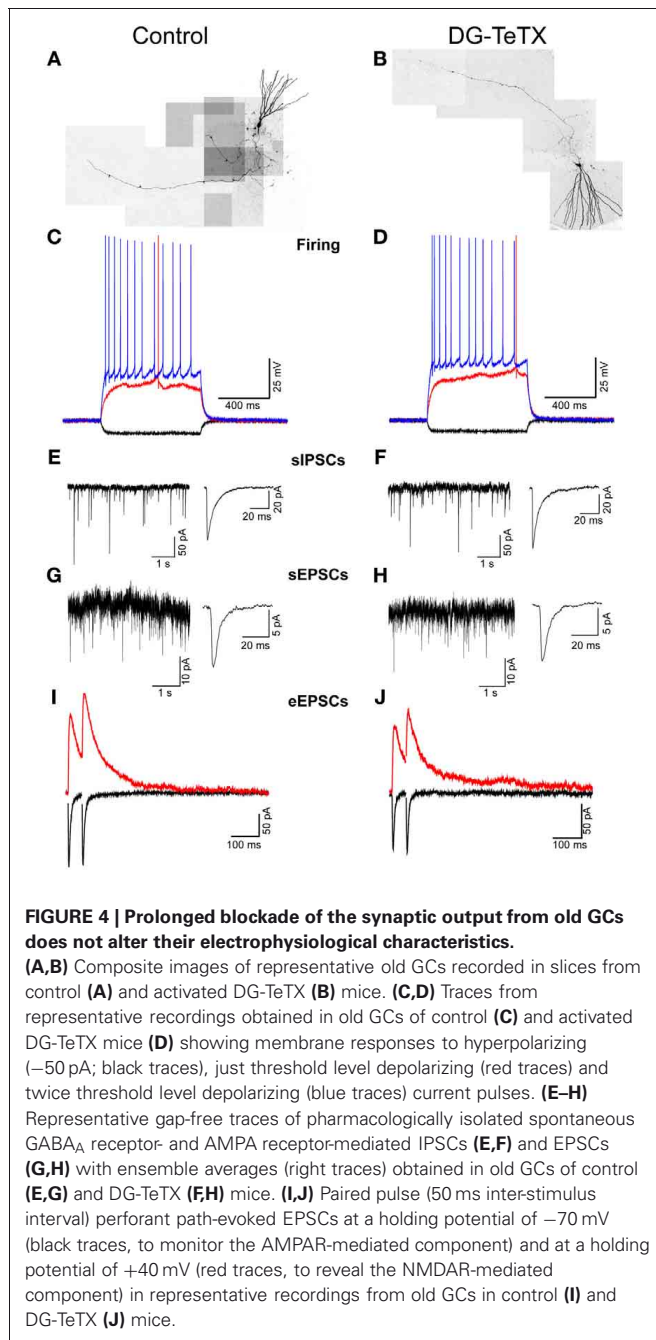 Control DG-TeTX
A B
C Firing D
25 mV 25 mV
400 ms 400 ms
E sIPSCs F
20 pA 20 pA
20 ms 20 ms
50 pA 50 pA
1 s 1 s
G sEPSCs H
5 pA 5 pA
20 ms 20 ms
10 pA 10 pA
1 s 1 s
I eEPSCs J
50 pA 50 pA
100 ms 100 ms
FIGURE 4 | Prolonged blockade of the synaptic output from old GCs
does not alter their electrophysiological characteristics.
(A,B) Composite images of representative old GCs recorded in slices from
control (A) and activated DG-TeTX (B) mice. (C,D) Traces from
representative recordings obtained in old GCs of control (C) and activated
DG-TeTX mice (D) showing membrane responses to hyperpolarizing
(−50 pA; black traces), just threshold level depolarizing (red traces) and
twice threshold level depolarizing (blue traces) current pulses. (E–H)
Representative gap-free traces of pharmacologically isolated spontaneous
GABAA receptor- and AMPA receptor-mediated IPSCs (E,F) and EPSCs
(G,H) with ensemble averages (right traces) obtained in old GCs of control
(E,G) and DG-TeTX (F,H) mice. (I,J) Paired pulse (50 ms inter-stimulus
interval) perforant path-evoked EPSCs at a holding potential of −70 mV
(black traces, to monitor the AMPAR-mediated component) and at a holding
potential of +40 mV (red traces, to reveal the NMDAR-mediated
component) in representative recordings from old GCs in control (I) and
DG-TeTX (J) mice.